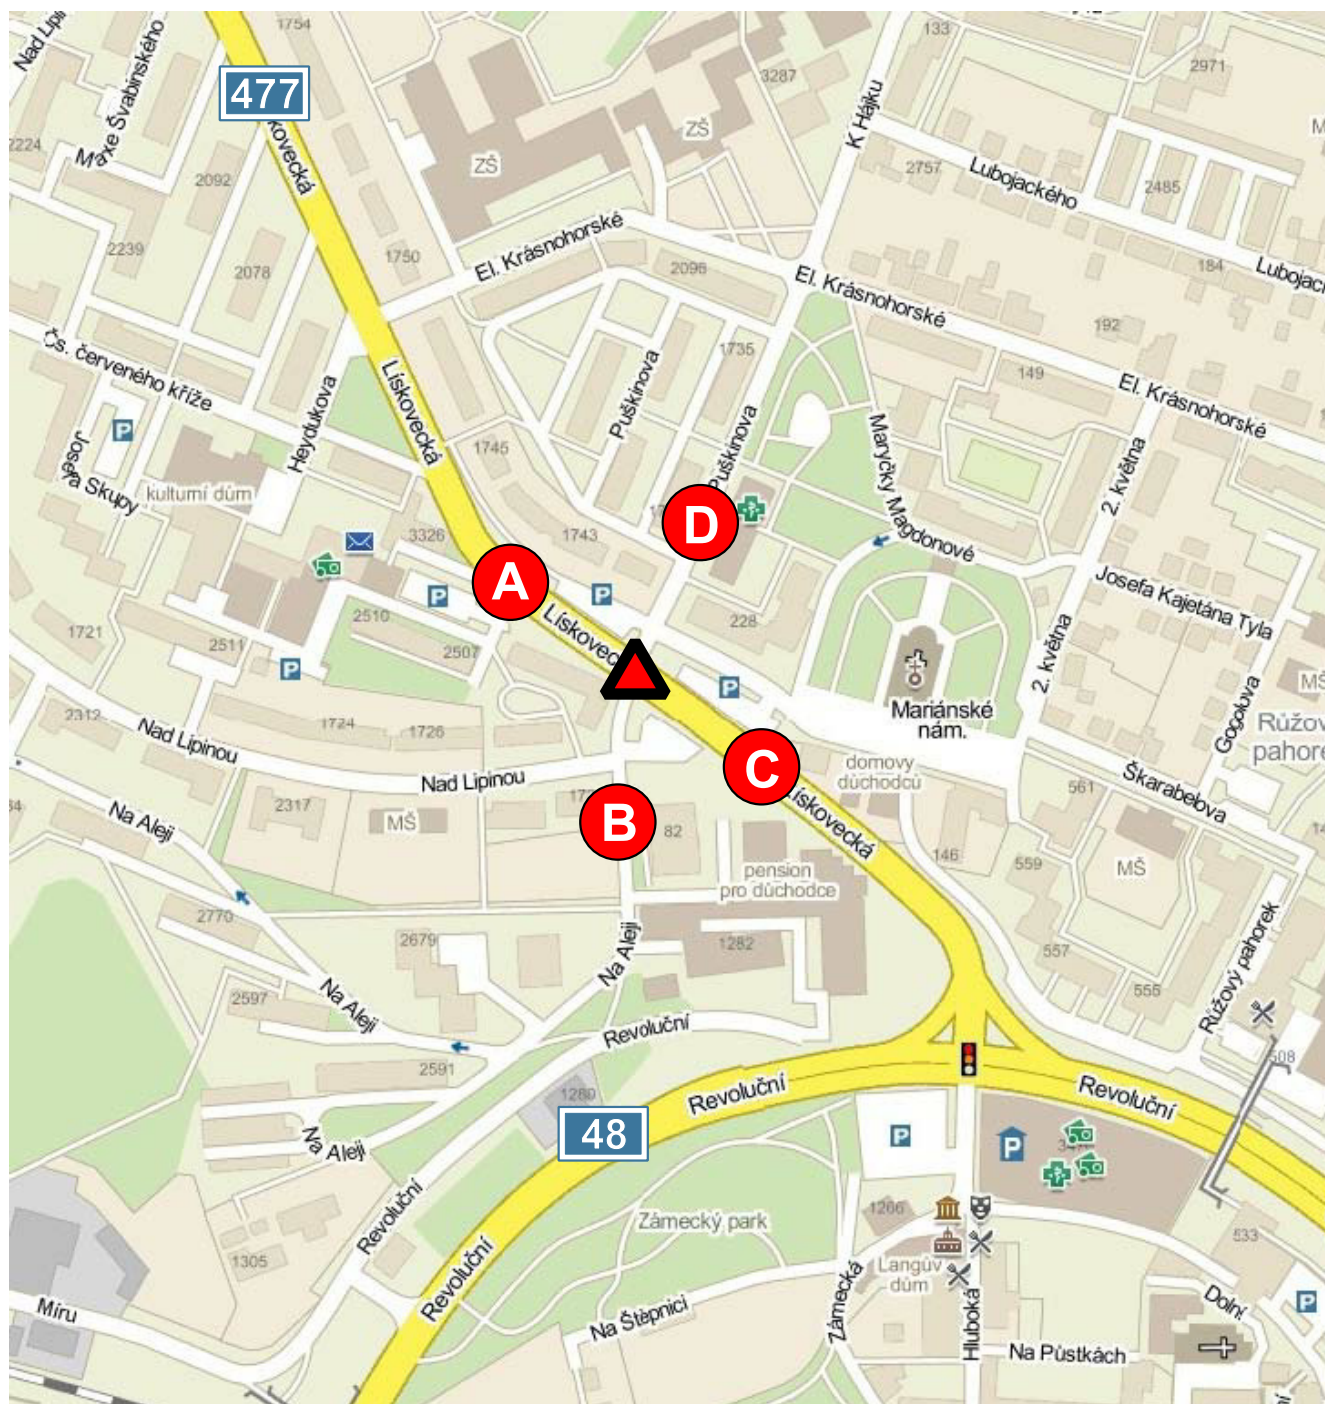 1754
133
2971
Nad Lipi
Maxe Švabinského
477
kovecká
3287
ZŠ
ZŠ
K Hájku
2224
2092
2757
Lubojackého
2485
2239
2078
1750
El. Krásnohorské
2096
El. Krásnohorské
184
Lubojac
192
Čs. červeného kříže
Lískovecká
Puškinova
1735
149
El. Krásnohorské
Heydukova
1745
Puškinova
Maryčky Magdonové
2. května
P
Josefa Skupy
kulturní dům
3326
1743
D
Josefa Kajetána Tyla
P
A
P
2510
Lískovec
228
1721
2511
2507
2. května
P
P
MŠ
2312
1724
1726
Mariánské
nám.
Gogolova
Růžov
pahore
Nad Lipinou
Nad Lipinou
C
domovy
důchodců
Škarabelova
561
Na Aleji
2317
MŠ
B
82
Lískovecká
146
559
MŠ
pension
pro důchodce
2770
2679
1282
557
Růžový pahorek
Na Aleji
2597
Na Aleji
555
Revoluční
508
2591
1280
Revoluční
Revoluční
48
Na Aleji
P
P
Revoluční
Zámecký park
1266
533
1305
Revoluční
Langův
dům
Zámecká
Hluboká
Dolní
P
Míru
Na Štěpnici
Na Půstkách